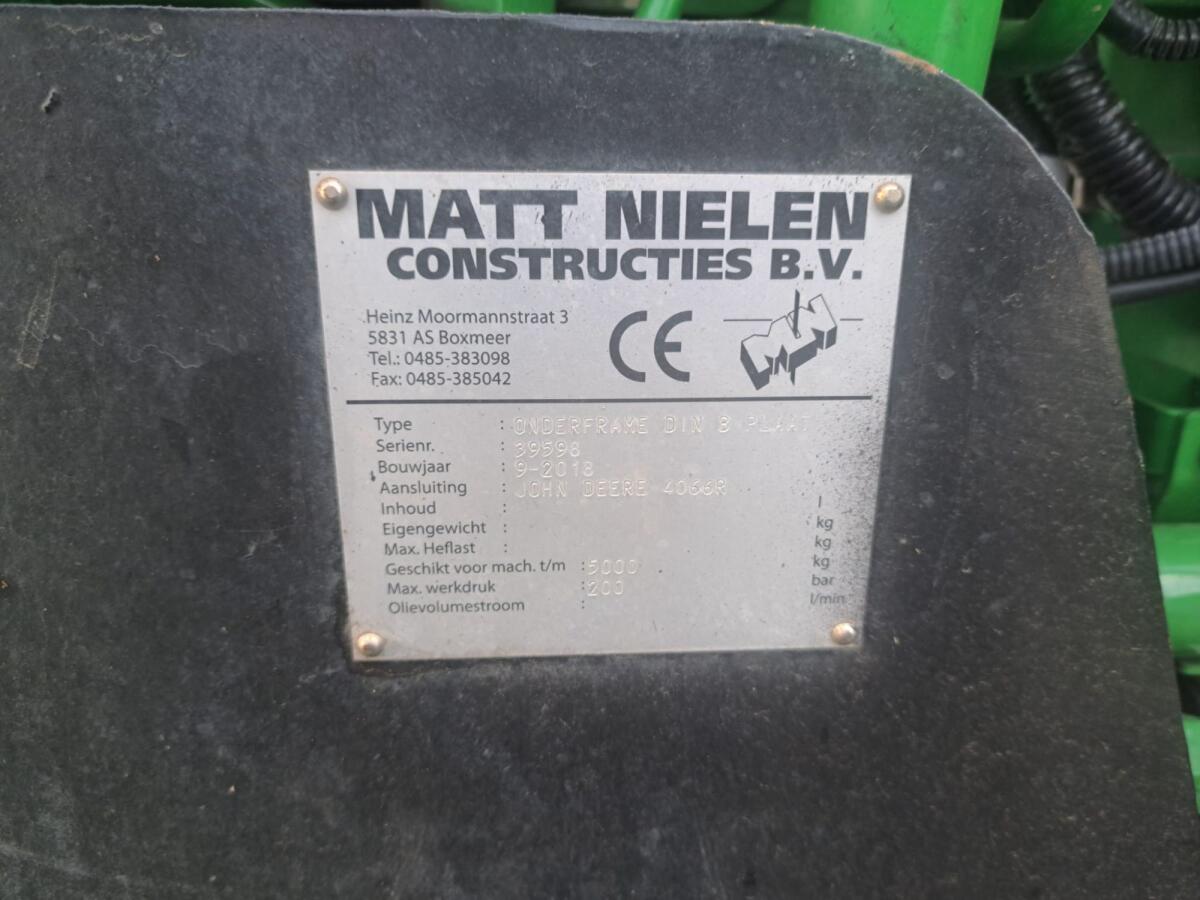 MATT NIELEN
CONSTRUCTIES B.V.
Heinz Moormannstraat 3
5831 AS Boxmeer
Tel.: 0485-383098
Fax: 0485-385042
CE
MNI
Type : ONDERFRAME DIN B PLAAT
Serienr. : 39598
Bouwjaar : 9-2018
Aansluiting : JOHN DEERE 4066R
Inhoud : l
Eigengewicht : kg
Max. Heflast : kg
Geschikt voor mach. t/m : 5000 kg
Max. werkdruk : 200 bar
Olievolumestroom : l/min